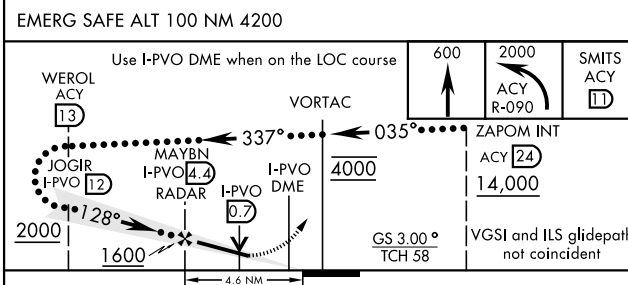 EMERG SAFE ALT 100 NM 4200
Use I-PVO DME when on the LOC course
600
2000
ACY
R-090
SMITS
ACY
11
WEROL
ACY
13
VORTAC
337°
035°
ZAPOM INT
ACY 24
14,000
4000
JOGIR
I-PVO 12
MAYBN
I-PVO 4.4
RADAR
I-PVO
0.7
I-PVO
DME
128°
2000
1600
GS 3.00°
TCH 58
VGSI and ILS glidepath
not coincident
4.6 NM